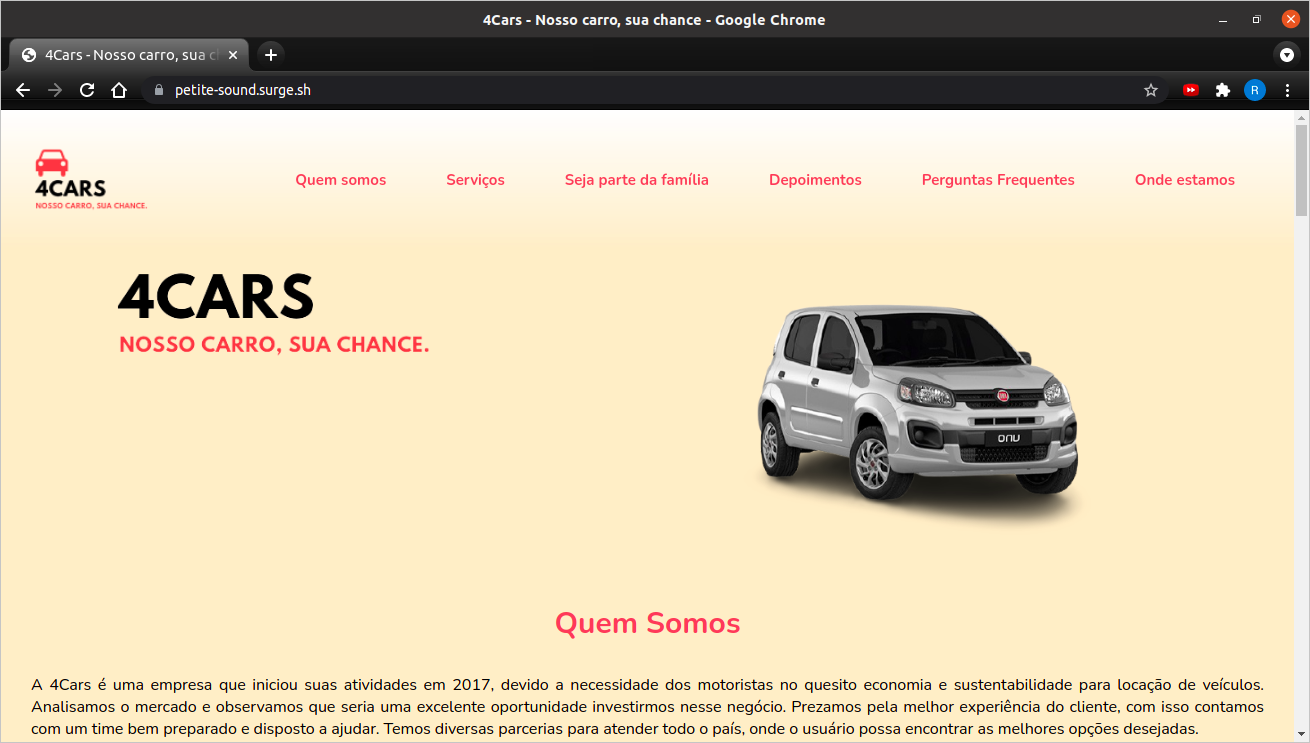 4Cars - Nosso carro, sua chance - Google Chrome
4Cars - Nosso carro, sua c
petite-sound.surge.sh
R
4CARS
NOSSO CARRO, SUA CHANCE.
Quem somos
Serviços
Seja parte da família
Depoimentos
Perguntas Frequentes
Onde estamos
4CARS
NOSSO CARRO, SUA CHANCE.
ONU
Quem Somos
A 4Cars é uma empresa que iniciou suas atividades em 2017, devido a necessidade dos motoristas no quesito economia e sustentabilidade para locação de veículos.
Analisamos o mercado e observamos que seria uma excelente oportunidade investirmos nesse negócio. Prezamos pela melhor experiência do cliente, com isso contamos
com um time bem preparado e disposto a ajudar. Temos diversas parcerias para atender todo o país, onde o usuário possa encontrar as melhores opções desejadas.